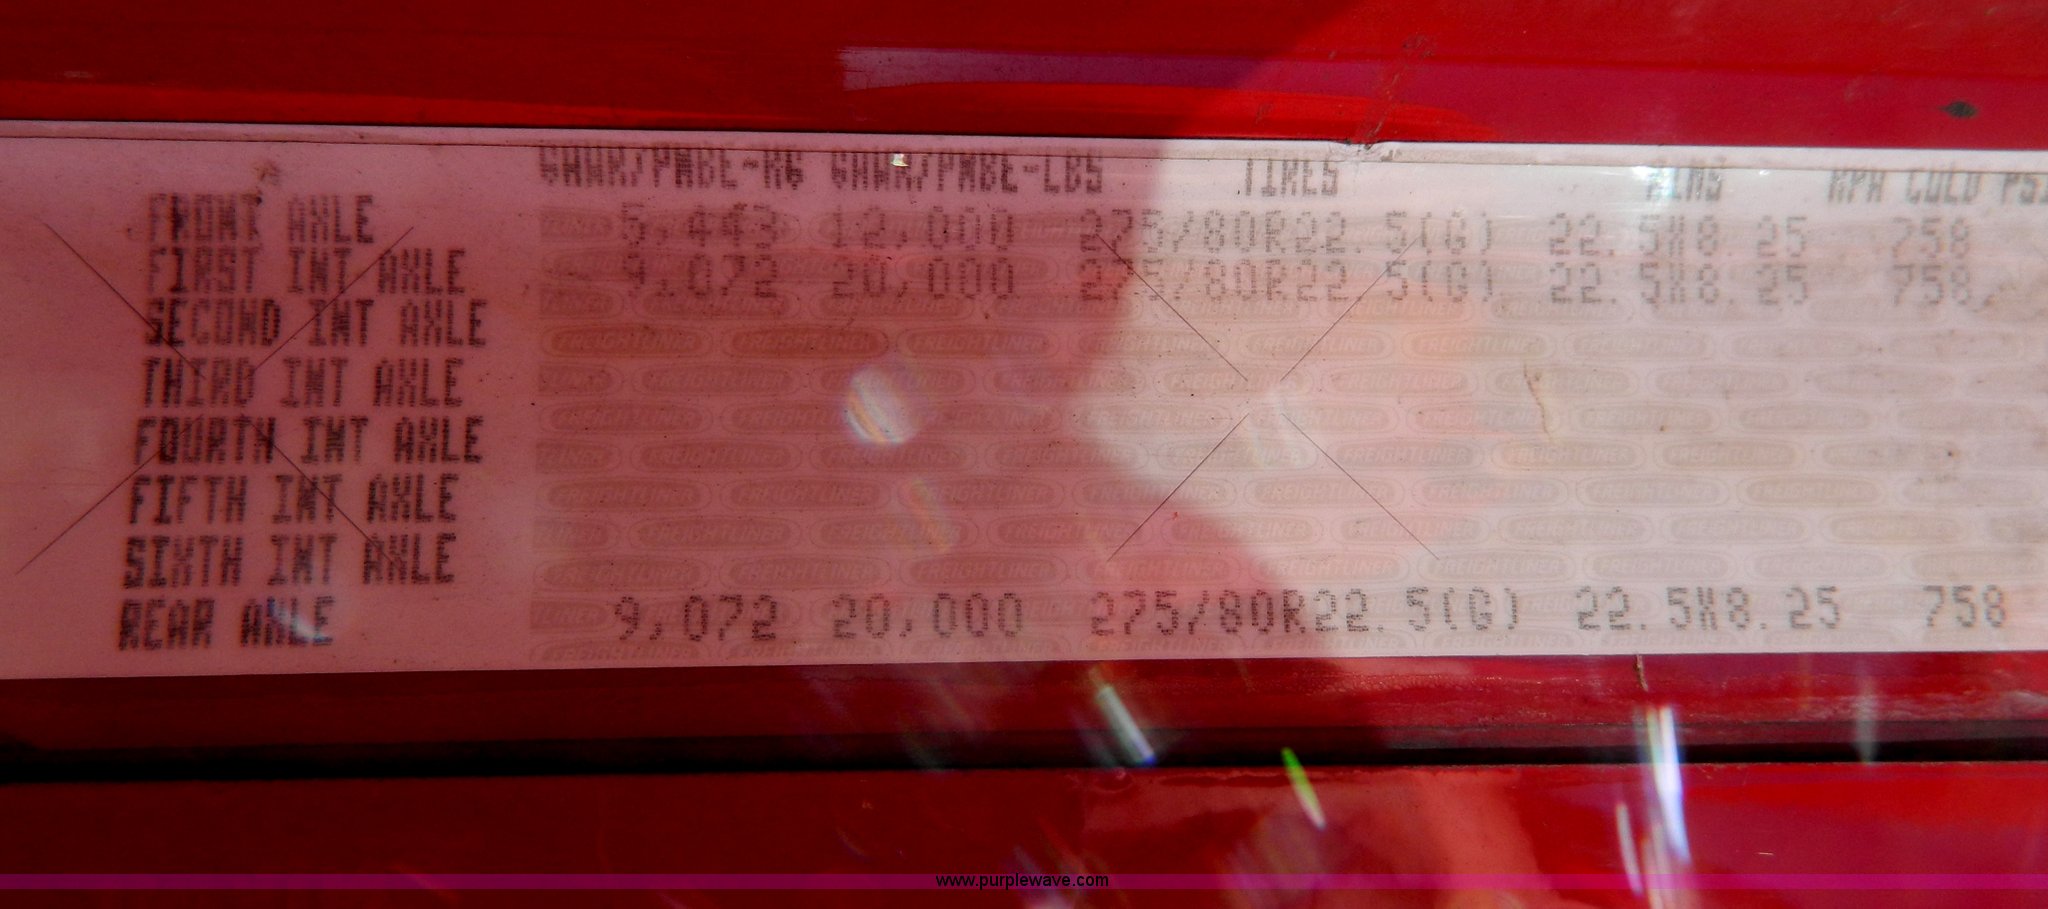 GAWR/PNBE-KG GAWR/PNBE-LBS TIRES RIMS KPA COLD PSI
FRONT AXLE 5,443 12,000 275/80R22.5(G) 22.5X8.25 758
FIRST INT AXLE 9,072 20,000 275/80R22.5(G) 22.5X8.25 758
SECOND INT AXLE
THIRD INT AXLE
FOURTH INT AXLE
FIFTH INT AXLE
SIXTH INT AXLE
REAR AXLE 9,072 20,000 275/80R22.5(G) 22.5X8.25 758
FREIGHTLINER
www.purplewave.com